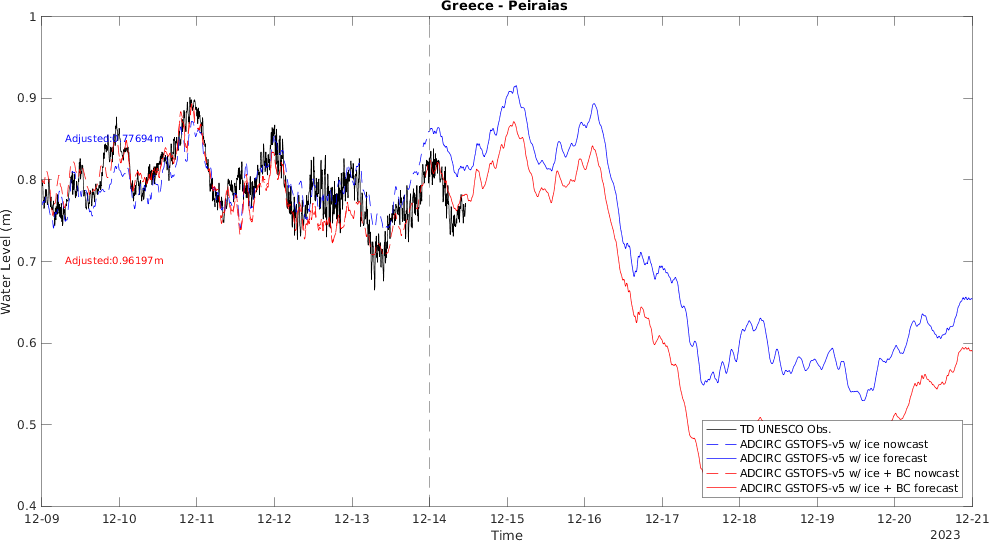 Greece - Peiraias
1
0.9
0.8
0.7
0.6
0.5
0.4
Water Level (m)
Adjusted:0.77694m
Adjusted:0.96197m
TD UNESCO Obs.
ADCIRC GSTOFS-v5 w/ ice nowcast
ADCIRC GSTOFS-v5 w/ ice forecast
ADCIRC GSTOFS-v5 w/ ice + BC nowcast
ADCIRC GSTOFS-v5 w/ ice + BC forecast
12-09 12-10 12-11 12-12 12-13 12-14 12-15 12-16 12-17 12-18 12-19 12-20 12-21
Time
2023